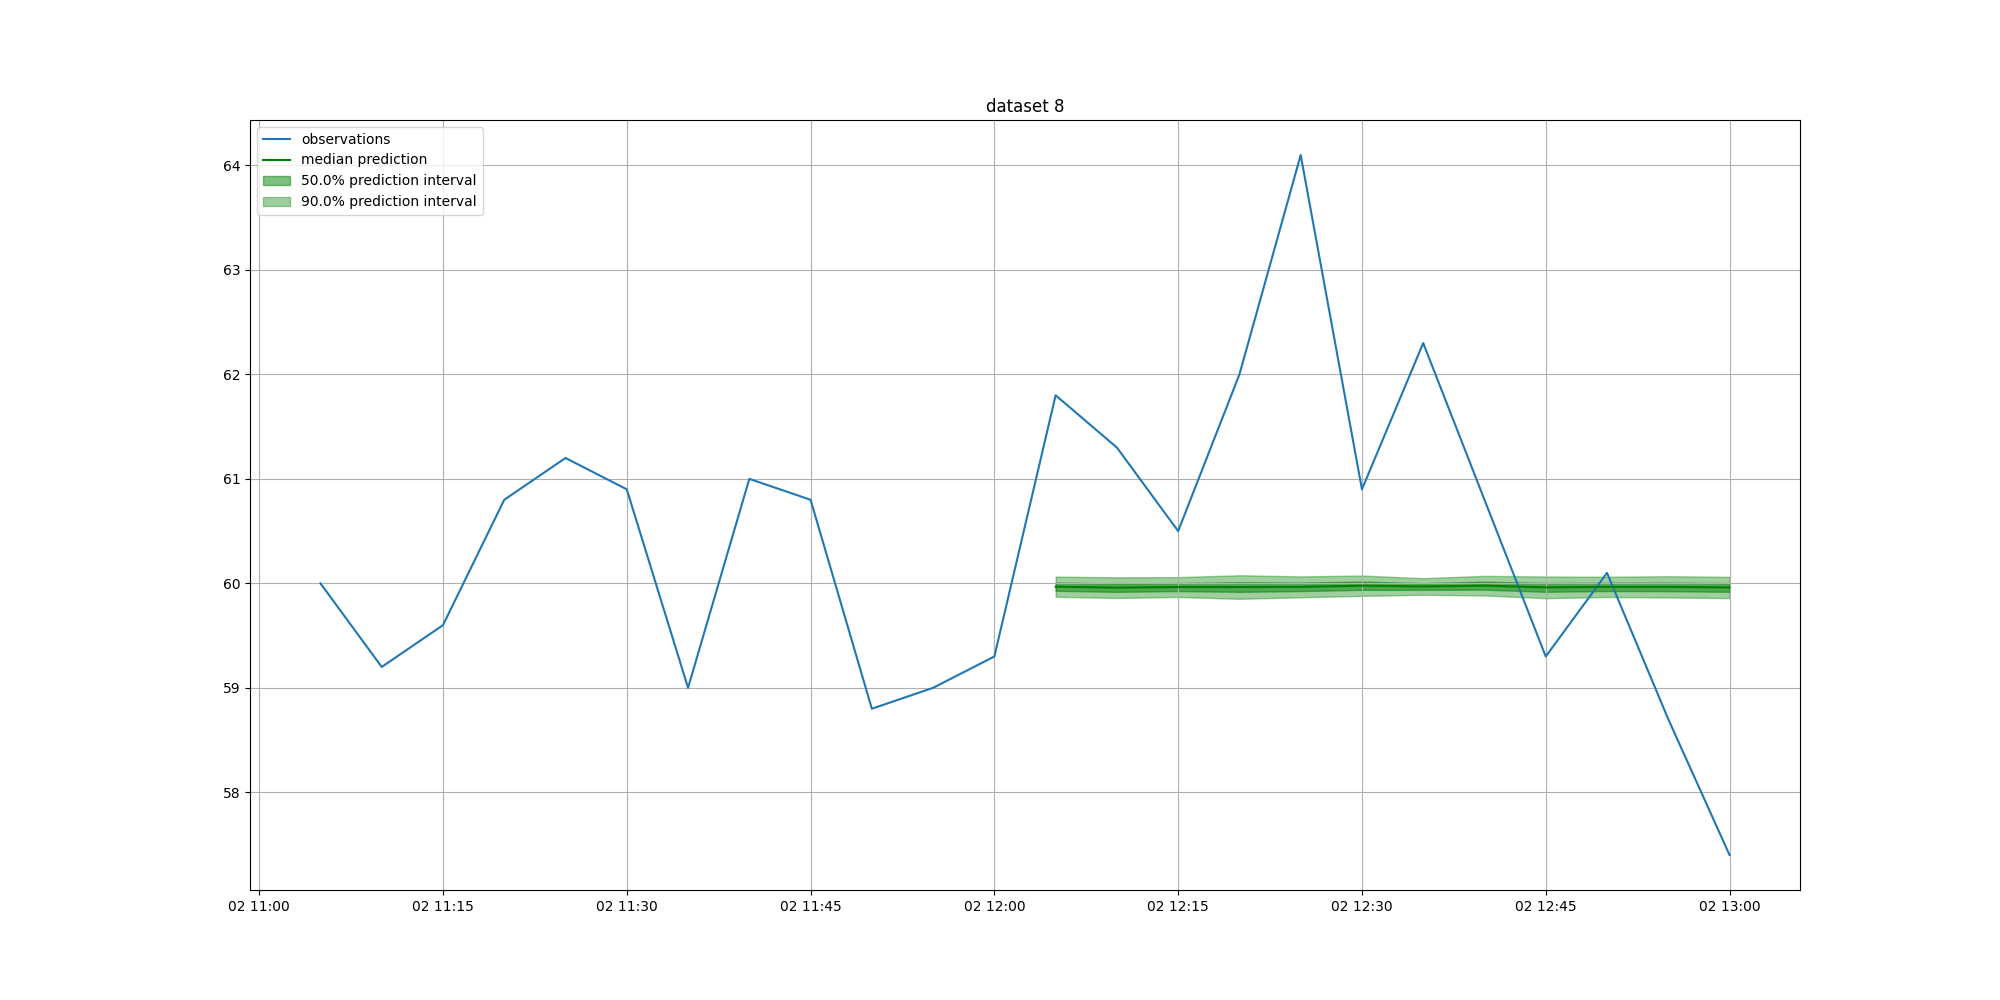 dataset 8
observations
median prediction
50.0% prediction interval
90.0% prediction interval
64
63
62
61
60
59
58
02 11:00 02 11:15 02 11:30 02 11:45 02 12:00 02 12:15 02 12:30 02 12:45 02 13:00